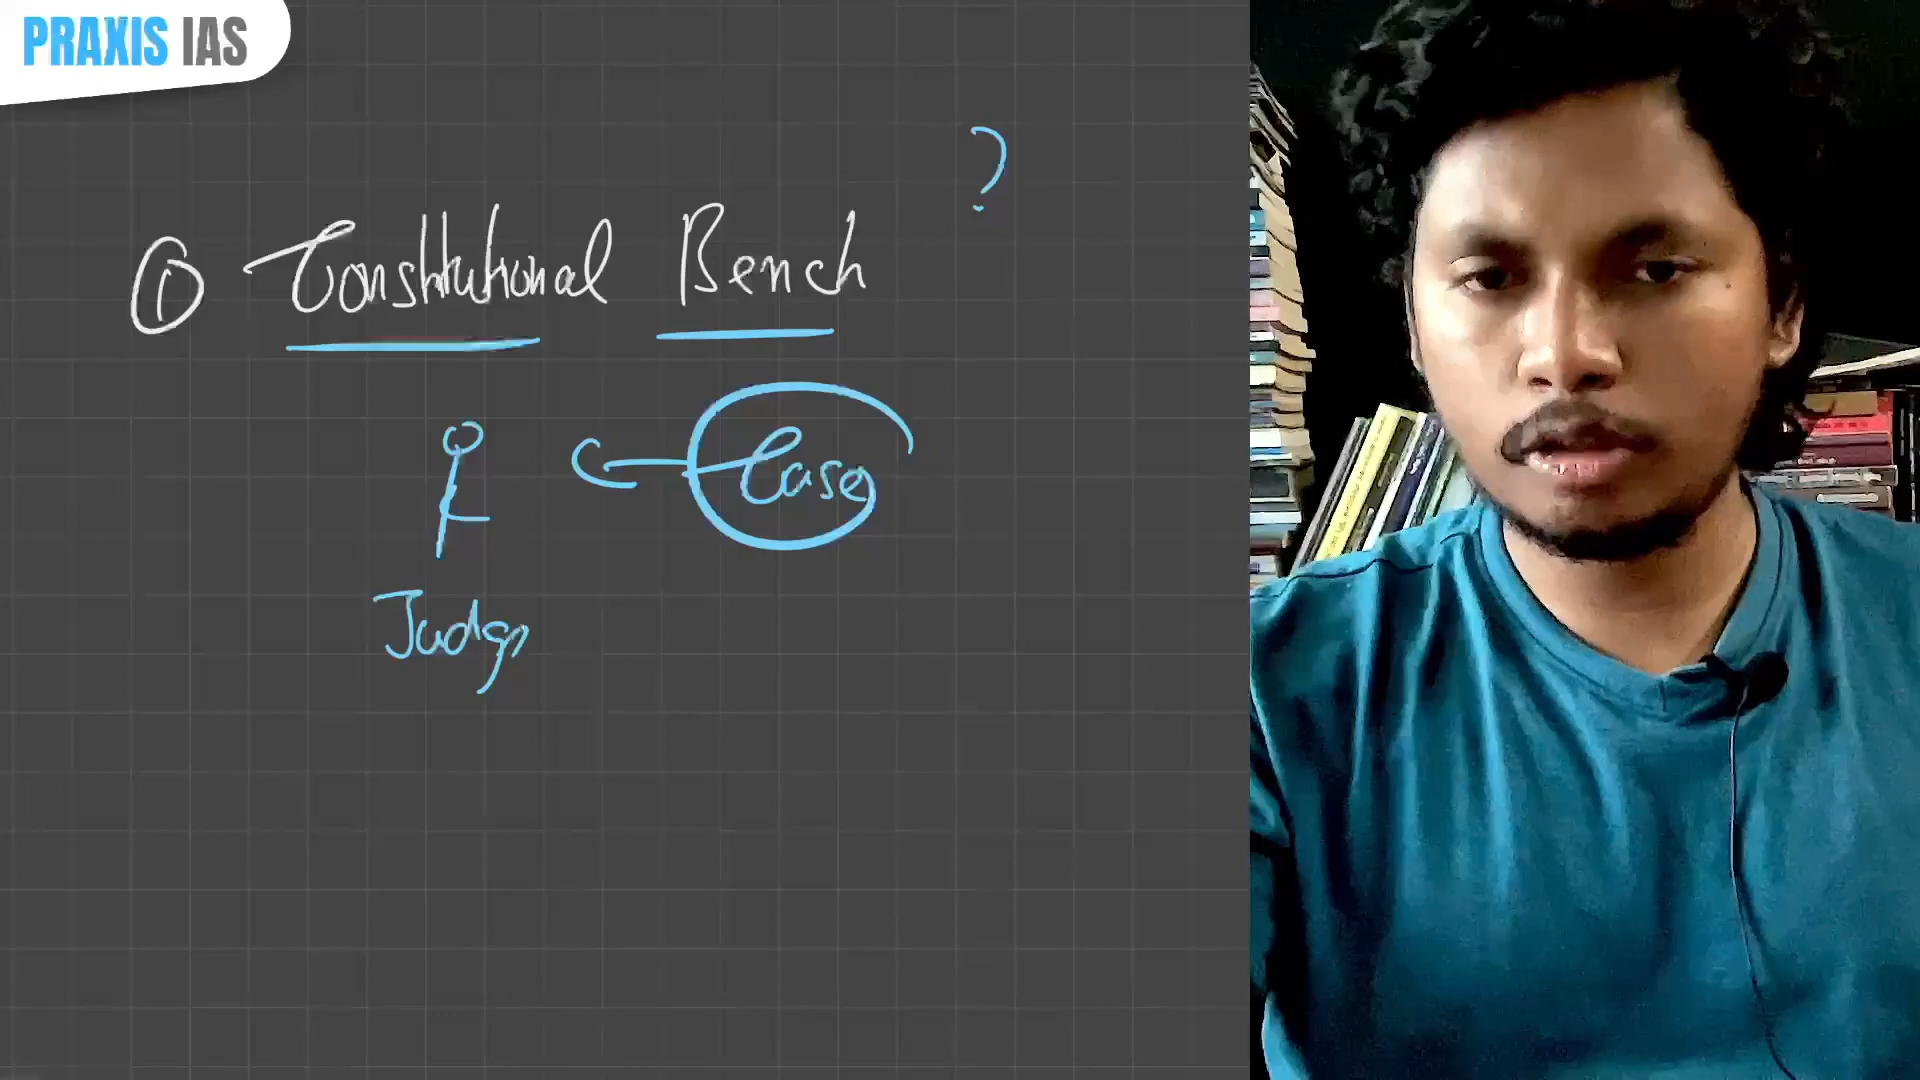 PRAXIS IAS
?
① Constitutional Bench
Case
Judge